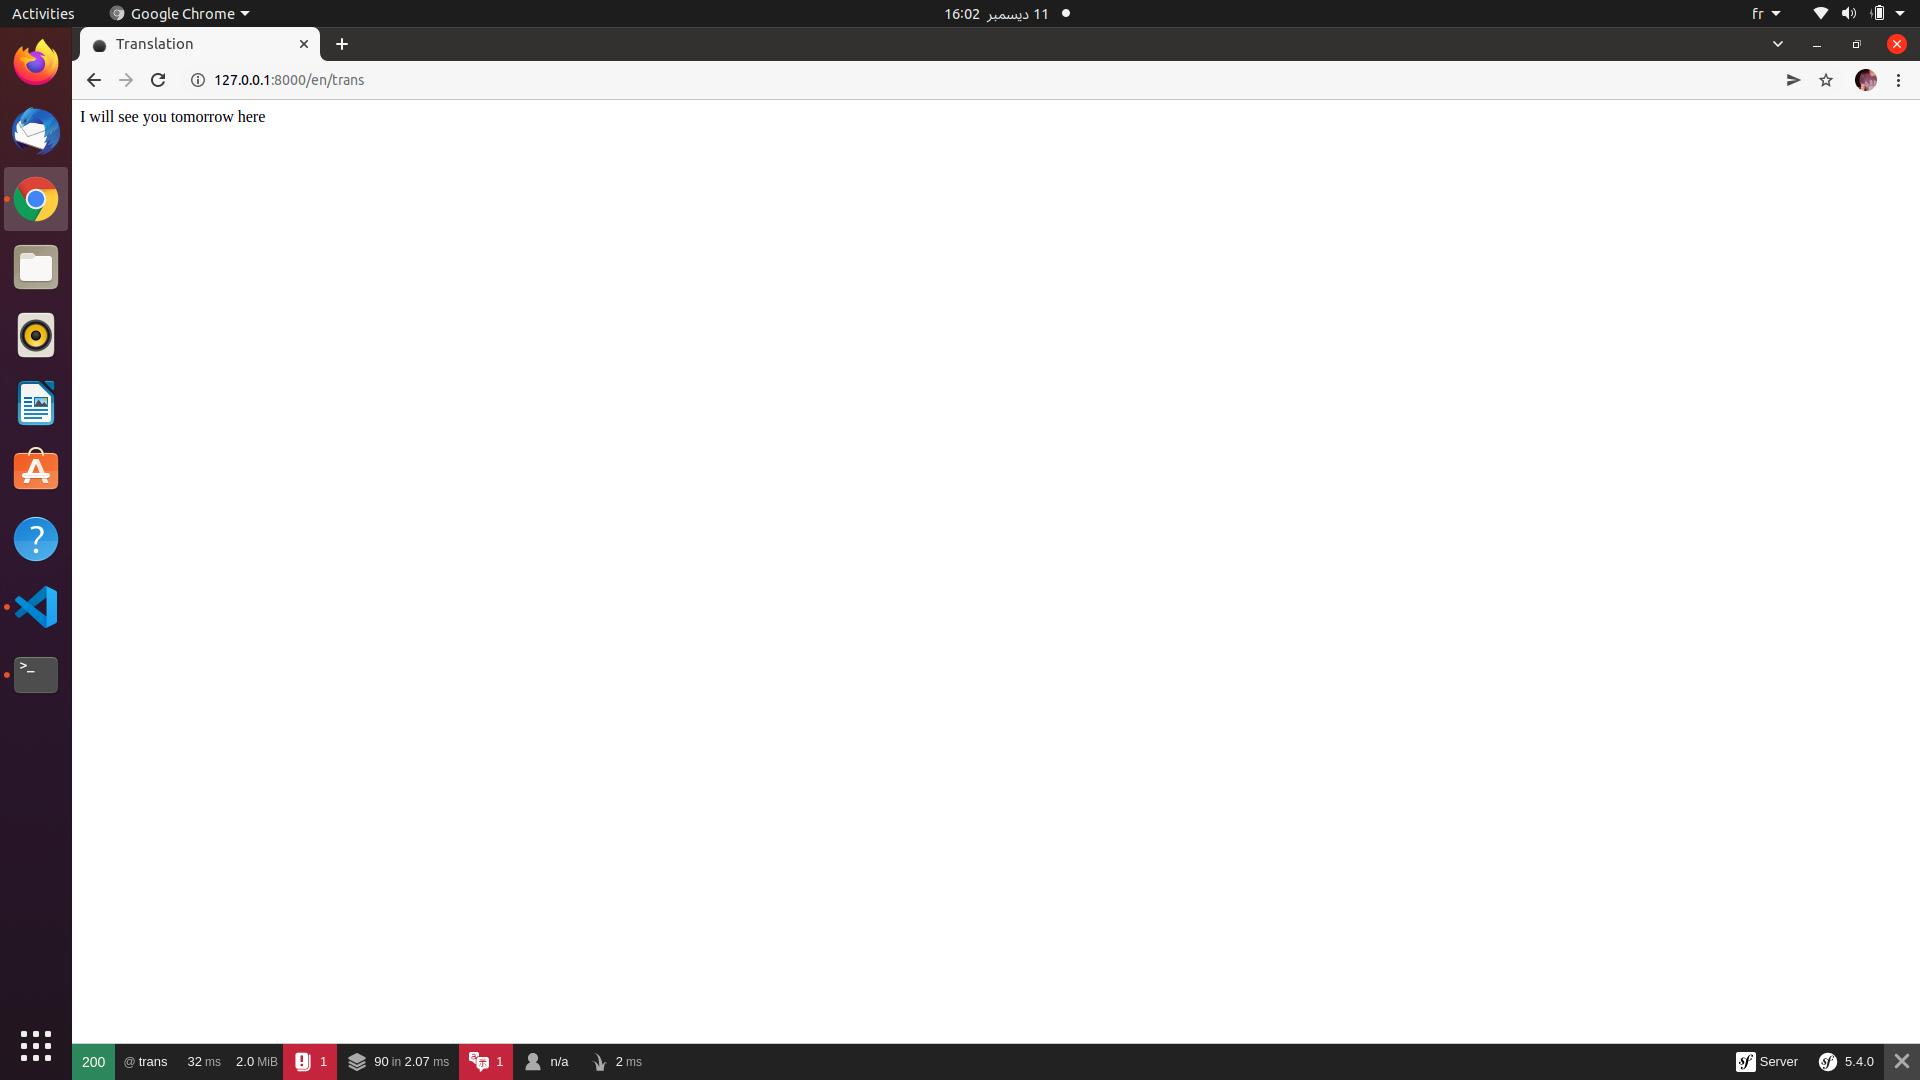 Activities Google Chrome 16:02 11 ديسمبر fr
Translation
127.0.0.1:8000/en/trans
I will see you tomorrow here
200 @ trans 32 ms 2.0 MiB 1 90 in 2.07 ms 1 n/a 2 ms Server 5.4.0